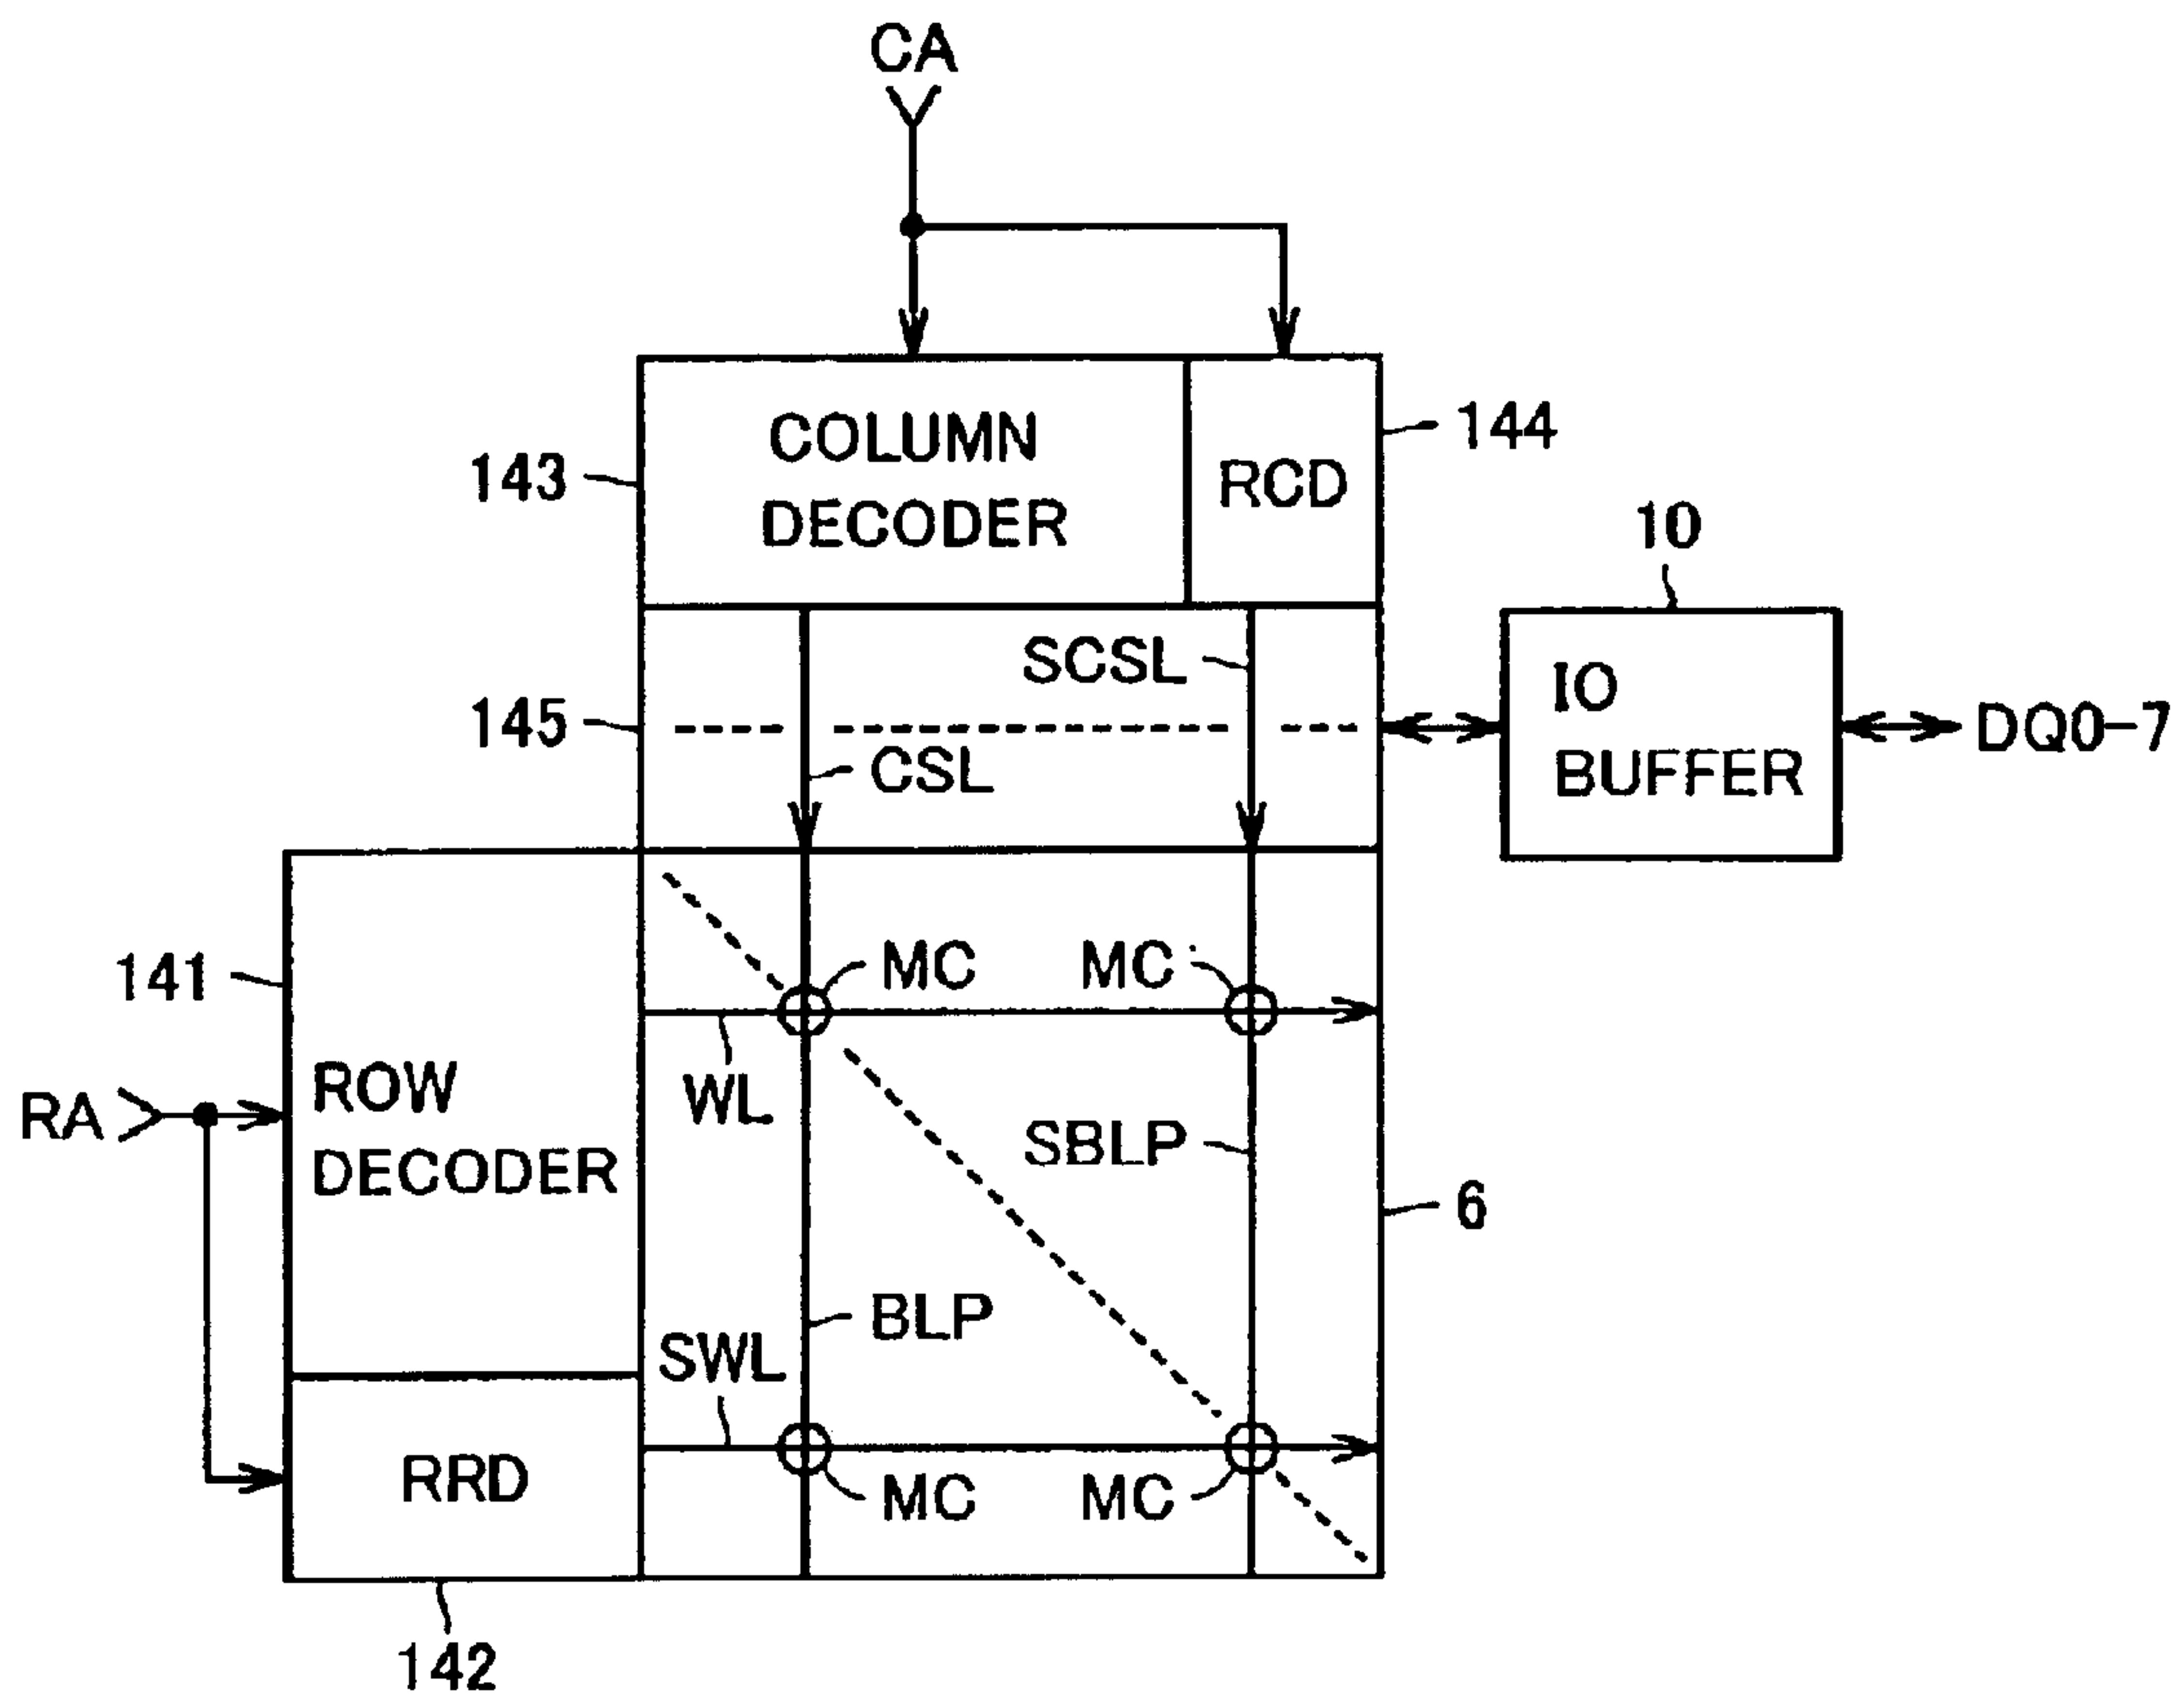 CA
COLUMN
DECODER
RCD
144
143
10
SCSL
IO
BUFFER
DQ0-7
145
CSL
141
MC
MC
WL
RA
ROW
DECODER
SBLP
6
BLP
SWL
RRD
MC
MC
142